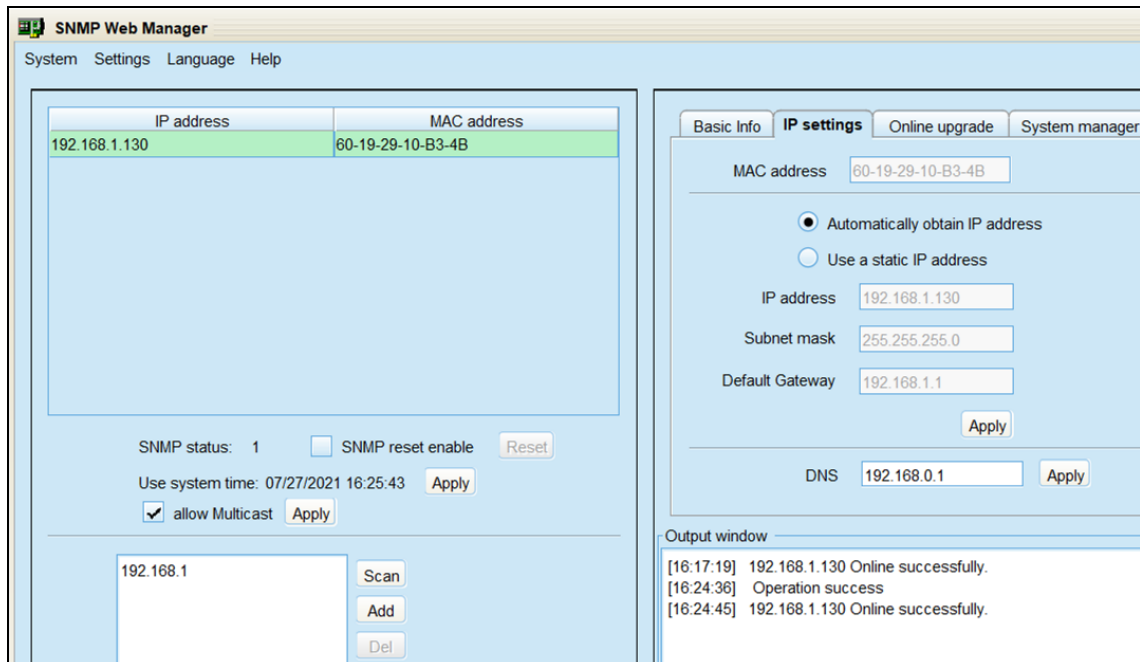 SNMP Web Manager
System Settings Language Help
IP address MAC address
192.168.1.130 60-19-29-10-B3-4B
SNMP status: 1 SNMP reset enable Reset
Use system time: 07/27/2021 16:25:43 Apply
allow Multicast Apply
192.168.1
Scan
Add
Del
Basic Info IP settings Online upgrade System manager
MAC address 60-19-29-10-B3-4B
Automatically obtain IP address
Use a static IP address
IP address 192.168.1.130
Subnet mask 255.255.255.0
Default Gateway 192.168.1.1
Apply
DNS 192.168.0.1 Apply
Output window
[16:17:19] 192.168.1.130 Online successfully.
[16:24:36] Operation success
[16:24:45] 192.168.1.130 Online successfully.